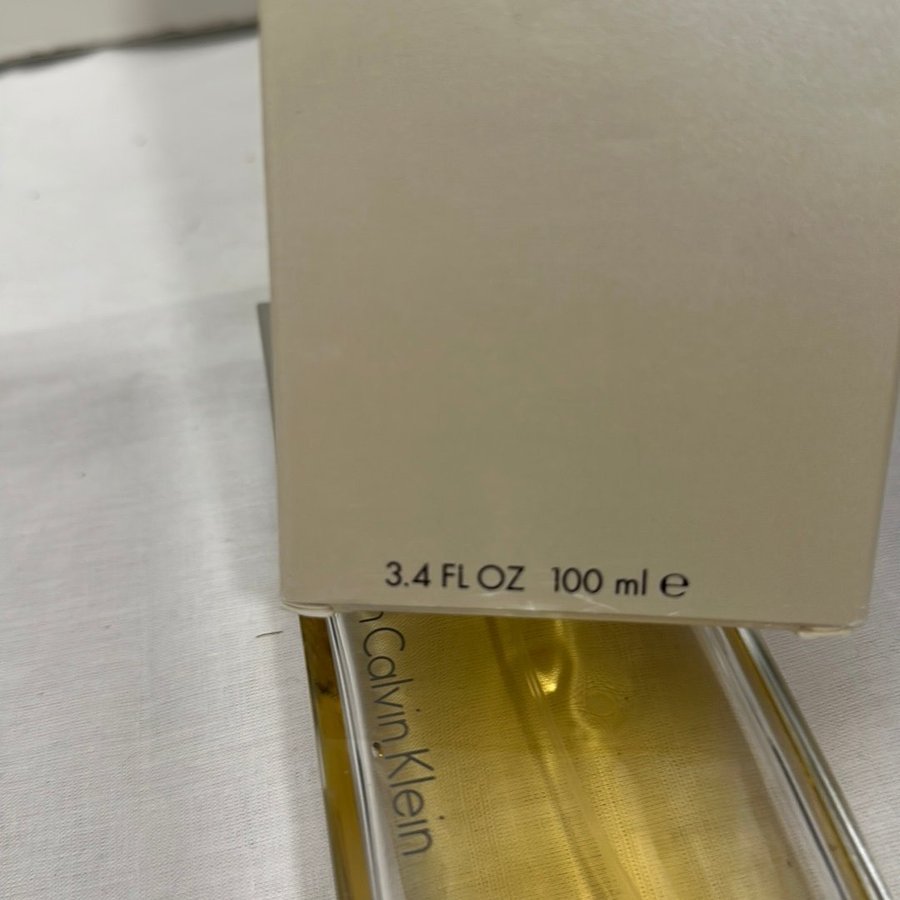 3.4 FL OZ 100 ml ℮
Calvin Klein